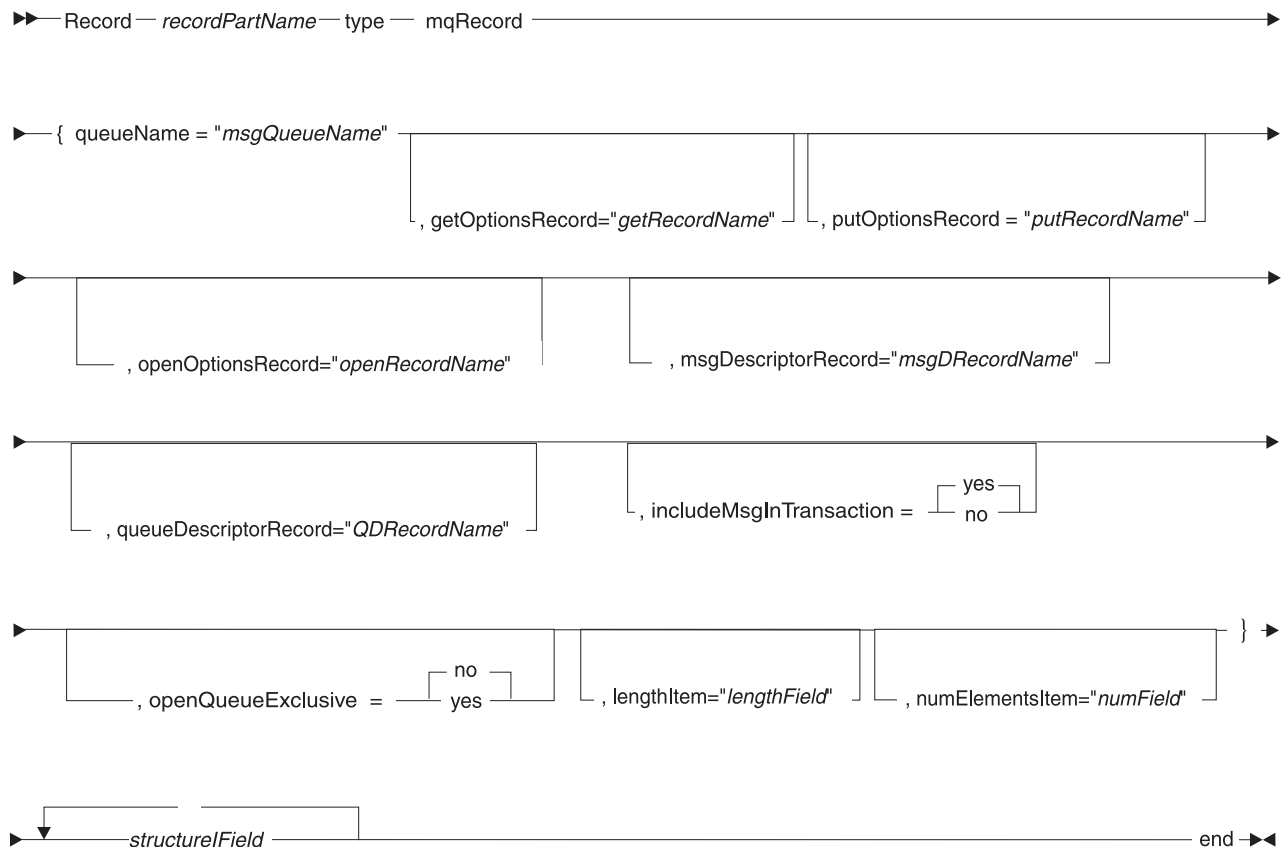 Record recordPartName type mqRecord
{ queueName = "msgQueueName"
, getOptionsRecord="getRecordName" , putOptionsRecord = "putRecordName"
, openOptionsRecord="openRecordName" , msgDescriptorRecord="msgDRecordName"
, queueDescriptorRecord="QDRecordName" , includeMsgInTransaction = yes
no
}
, openQueueExclusive = no
yes , lengthItem="lengthField" , numElementsItem="numField"
structureIField end